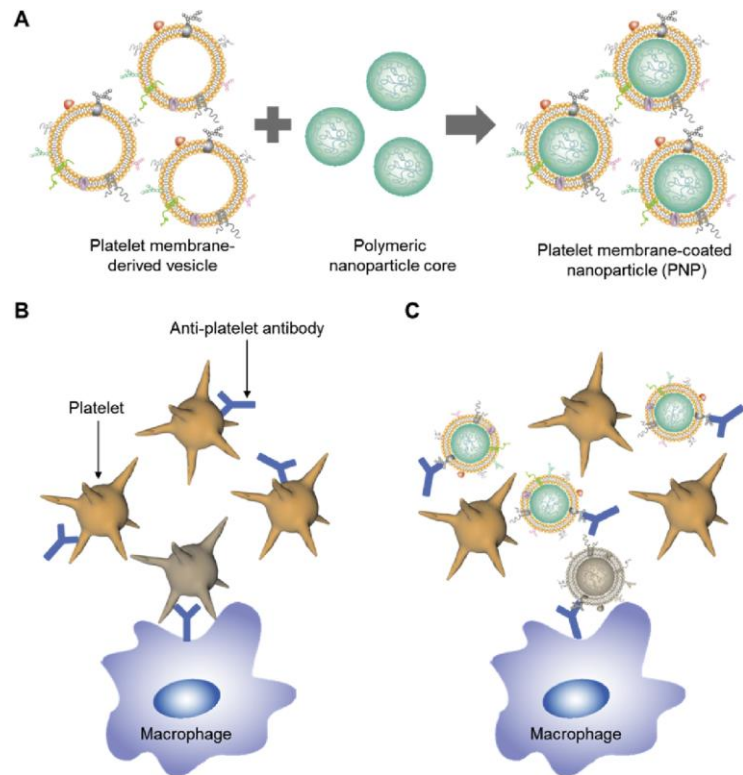 A
Platelet membrane-
derived vesicle
Polymeric
nanoparticle core
Platelet membrane-coated
nanoparticle (PNP)
B
Anti-platelet antibody
Platelet
Macrophage
C
Macrophage